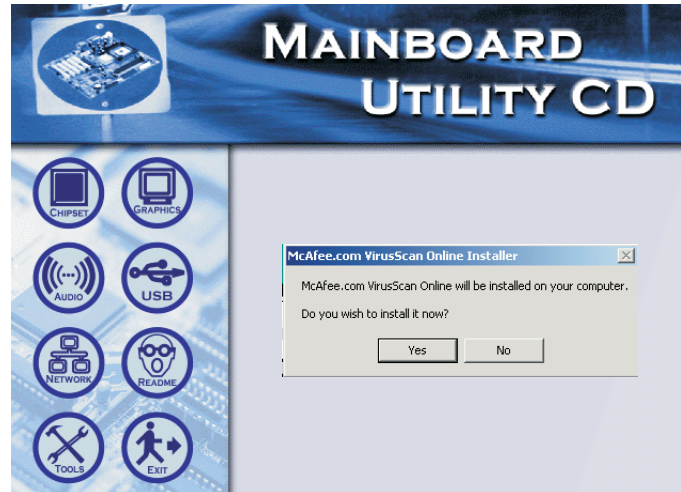 MAINBOARD
UTILITY CD
CHIPSET
GRAPHICS
AUDIO
USB
NETWORK
README
TOOLS
EXIT
McAfee.com VirusScan Online Installer
McAfee.com VirusScan Online will be installed on your computer.
Do you wish to install it now?
Yes
No